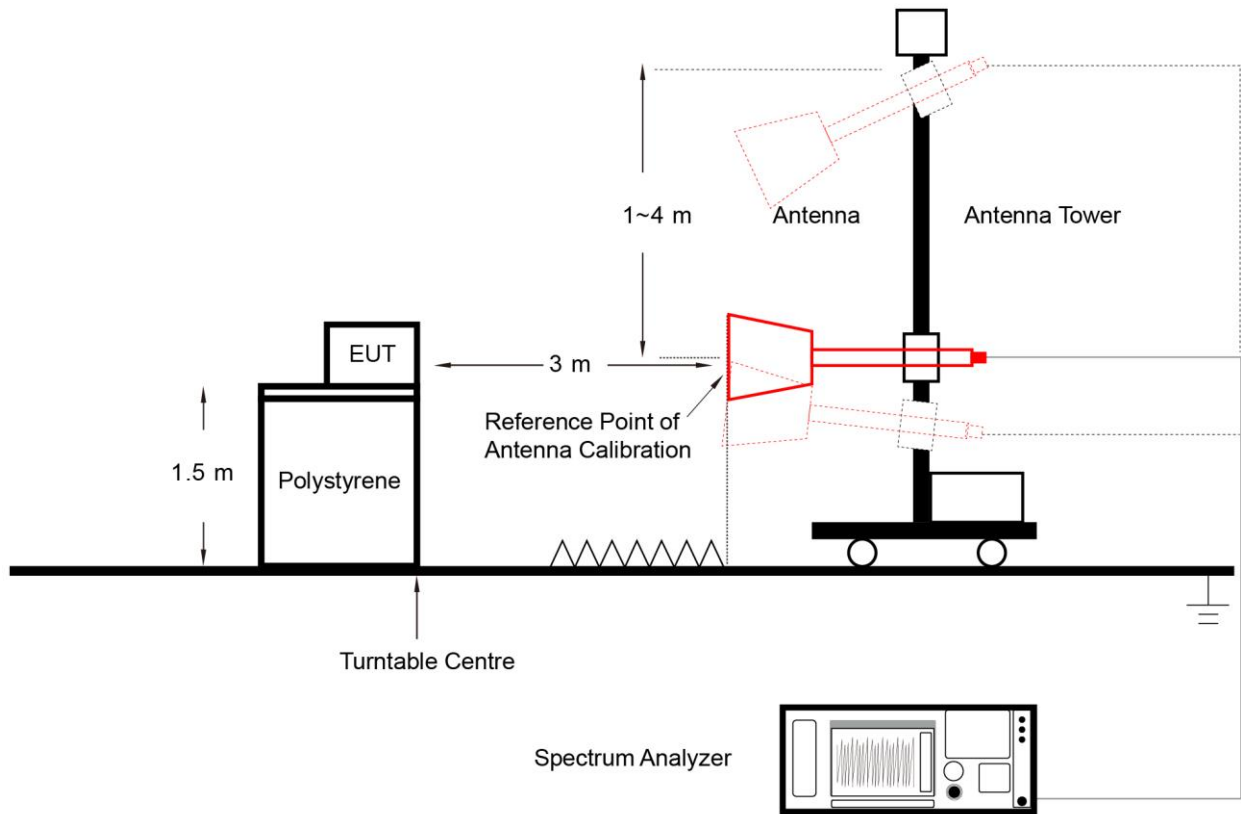 1~4 m
Antenna
Antenna Tower
EUT
3 m
Reference Point of
Antenna Calibration
1.5 m
Polystyrene
Turntable Centre
Spectrum Analyzer